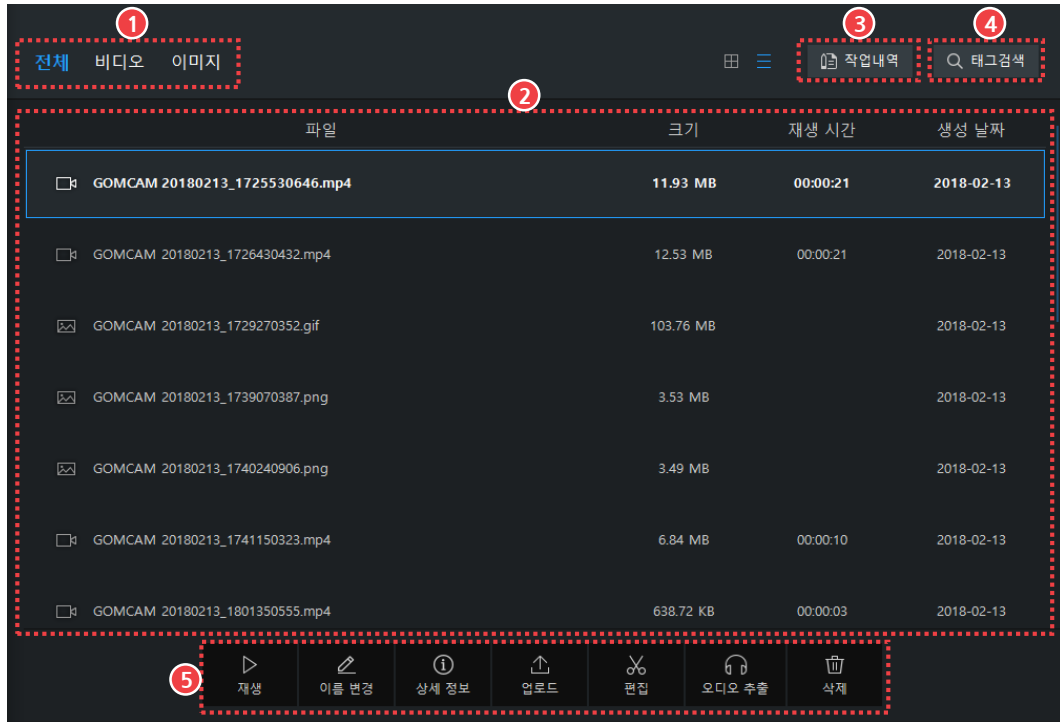 1 3 4
전체 비디오 이미지 작업내역 태그검색
2
파일 크기 재생 시간 생성 날짜
GOMCAM 20180213_1725530646.mp4 11.93 MB 00:00:21 2018-02-13
GOMCAM 20180213_1726430432.mp4 12.53 MB 00:00:21 2018-02-13
GOMCAM 20180213_1729270352.gif 103.76 MB 2018-02-13
GOMCAM 20180213_1739070387.png 3.53 MB 2018-02-13
GOMCAM 20180213_1740240906.png 3.49 MB 2018-02-13
GOMCAM 20180213_1741150323.mp4 6.84 MB 00:00:10 2018-02-13
GOMCAM 20180213_1801350555.mp4 638.72 KB 00:00:03 2018-02-13
5
재생 이름 변경 상세 정보 업로드 편집 오디오 추출 삭제